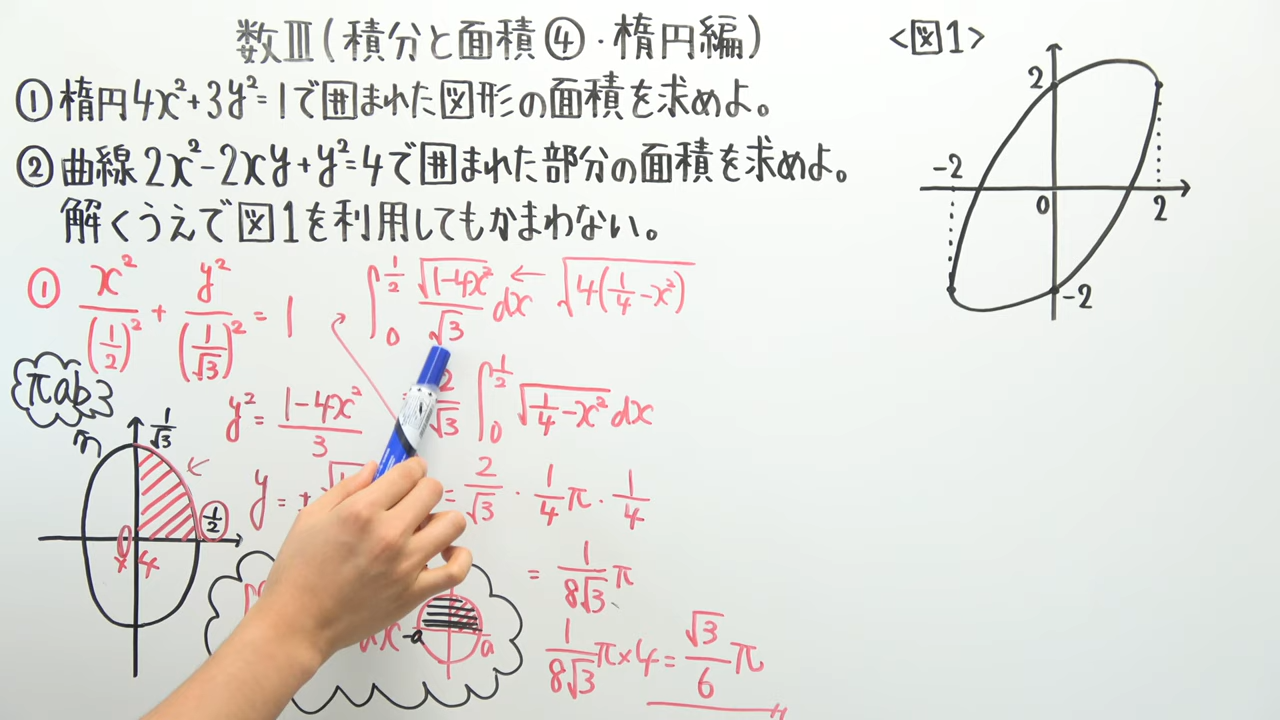 数Ⅲ(積分と面積④・楕円編)
①楕円4x²+3y²=1で囲まれた図形の面積を求めよ。
②曲線2x²-2xy+y²=4で囲まれた部分の面積を求めよ。
解くうえで図1を利用してもかまわない。
<図1>
2
-2
0
2
-2
① x²/(1/2)² + y²/(1/√3)² = 1
y² = (1-4x²)/3
y = ±
πab
1/√3
1/2
0
×4
∫₀^(1/2) √(1-4x²)/√3 dx ← √(4(1/4-x²))
2/√3 ∫₀^(1/2) √(1/4-x²) dx
= 2/√3 · 1/4 π · 1/4
= 1/(8√3) π
1/(8√3) π×4 = √3/6 π
dx
-a
a